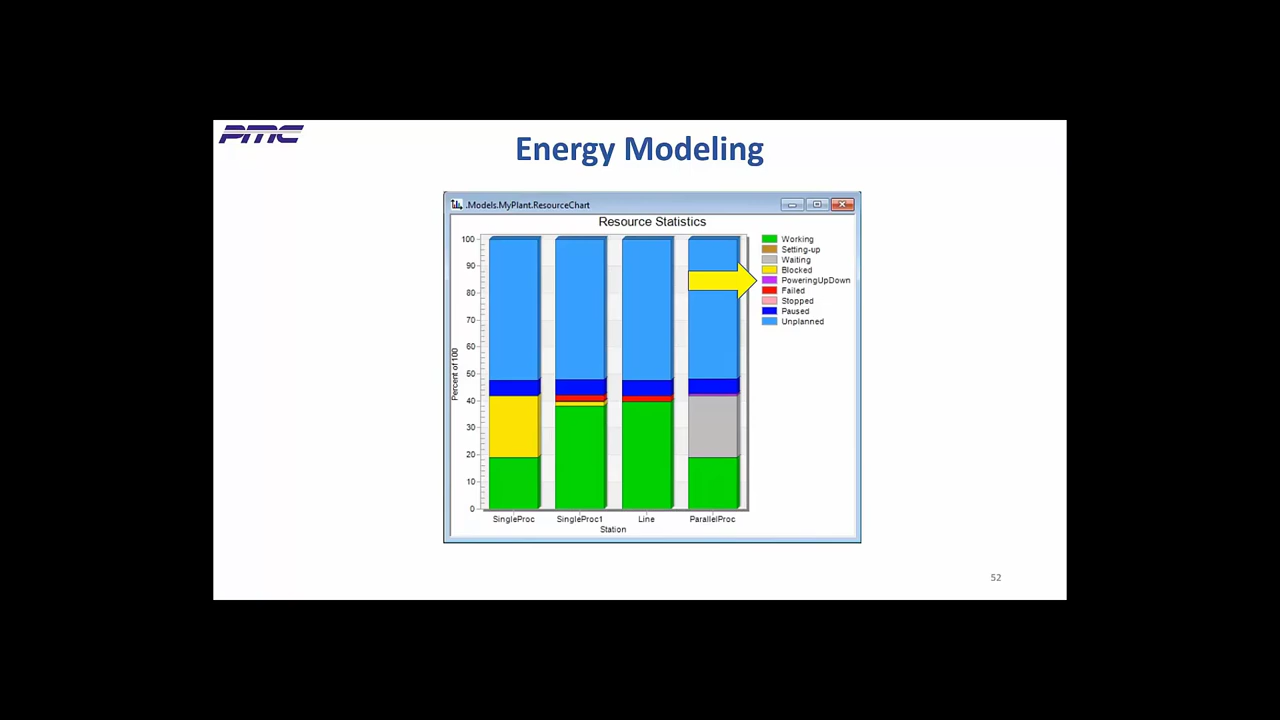 PMC
Energy Modeling
.Models.MyPlant.ResourceChart
Resource Statistics
100
90
80
70
60
50
40
30
20
10
0
Percent of 100
SingleProc
SingleProc1
Line
ParallelProc
Station
Working
Setting-up
Waiting
Blocked
PoweringUpDown
Failed
Stopped
Paused
Unplanned
52